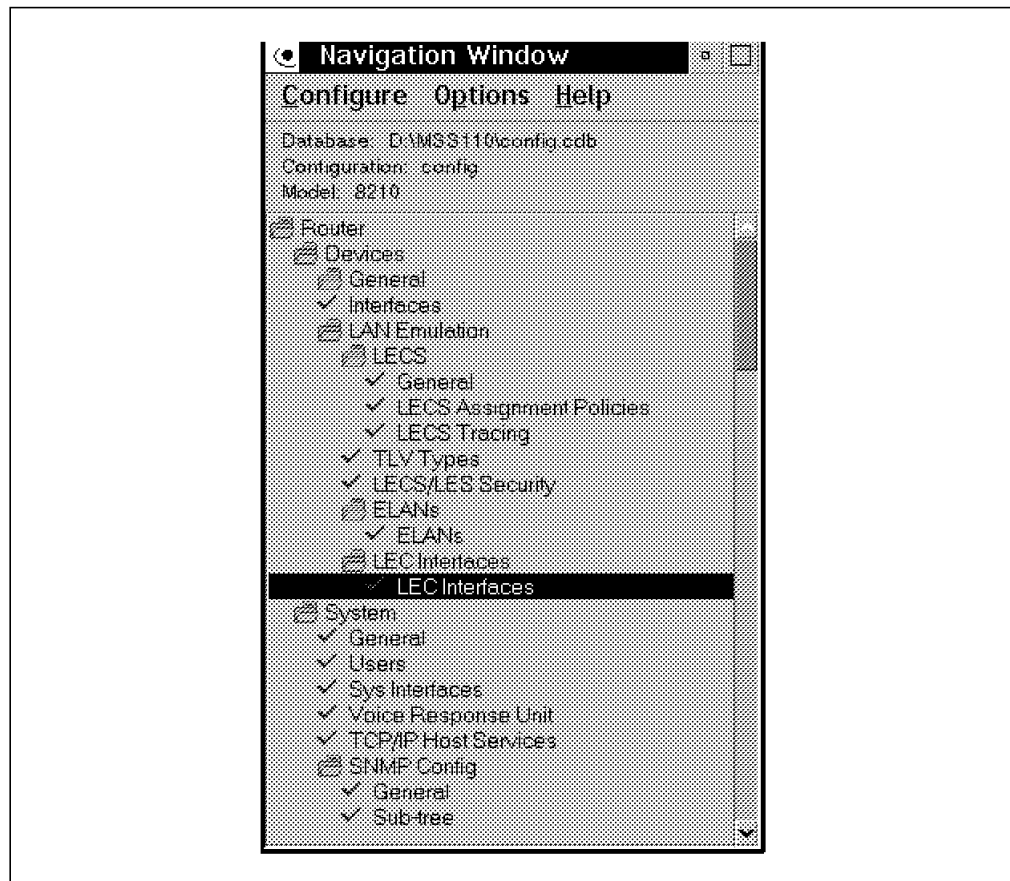 Navigation Window
Configure Options Help
Database: D:\MSS110\config.cdb
Configuration: config
Model: 8210
Router
Devices
General
Interfaces
LAN Emulation
LECS
General
LECS Assignment Policies
LECS Tracing
TLV Types
LECS/LES Security
ELANs
ELANs
LEC Interfaces
LEC Interfaces
System
General
Users
Sys Interfaces
Voice Response Unit
TCP/IP Host Services
SNMP Config
General
Sub-tree